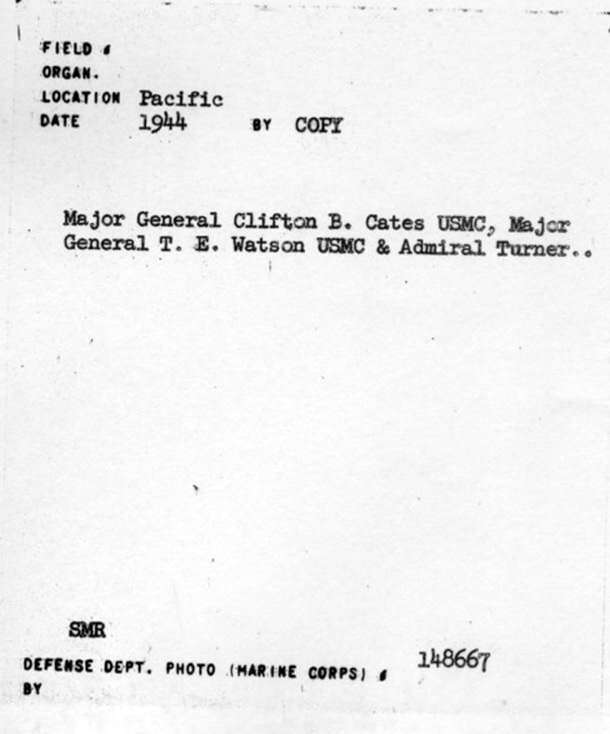 FIELD #
ORGAN.
LOCATION Pacific
DATE 1944 BY COPY
Major General Clifton B. Cates USMC, Major
General T. E. Watson USMC & Admiral Turner..
SMR
DEFENSE DEPT. PHOTO (MARINE CORPS) # 148667
BY